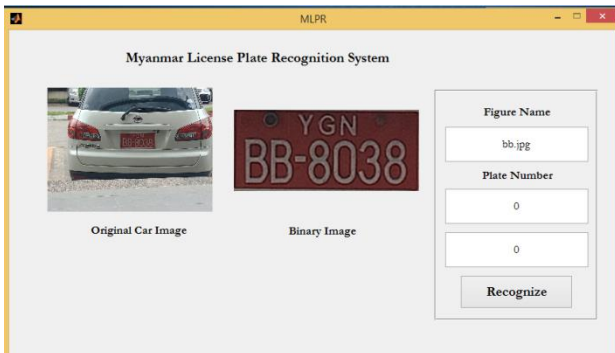 MLPR
Myanmar License Plate Recognition System
YGN
BB-8038
Original Car Image
Binary Image
Figure Name
bb.jpg
Plate Number
0
0
Recognize